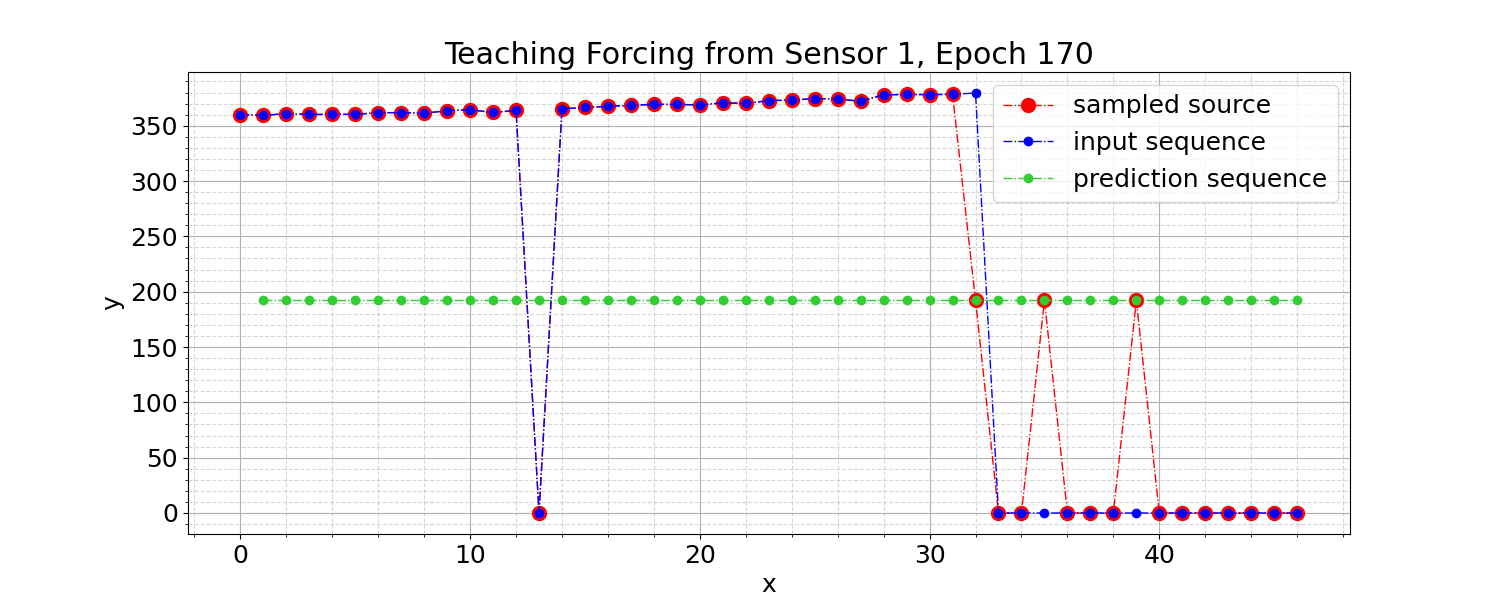 Teaching Forcing from Sensor 1, Epoch 170
sampled source
input sequence
prediction sequence
350
300
250
200
150
100
50
0
y
0 10 20 30 40
x